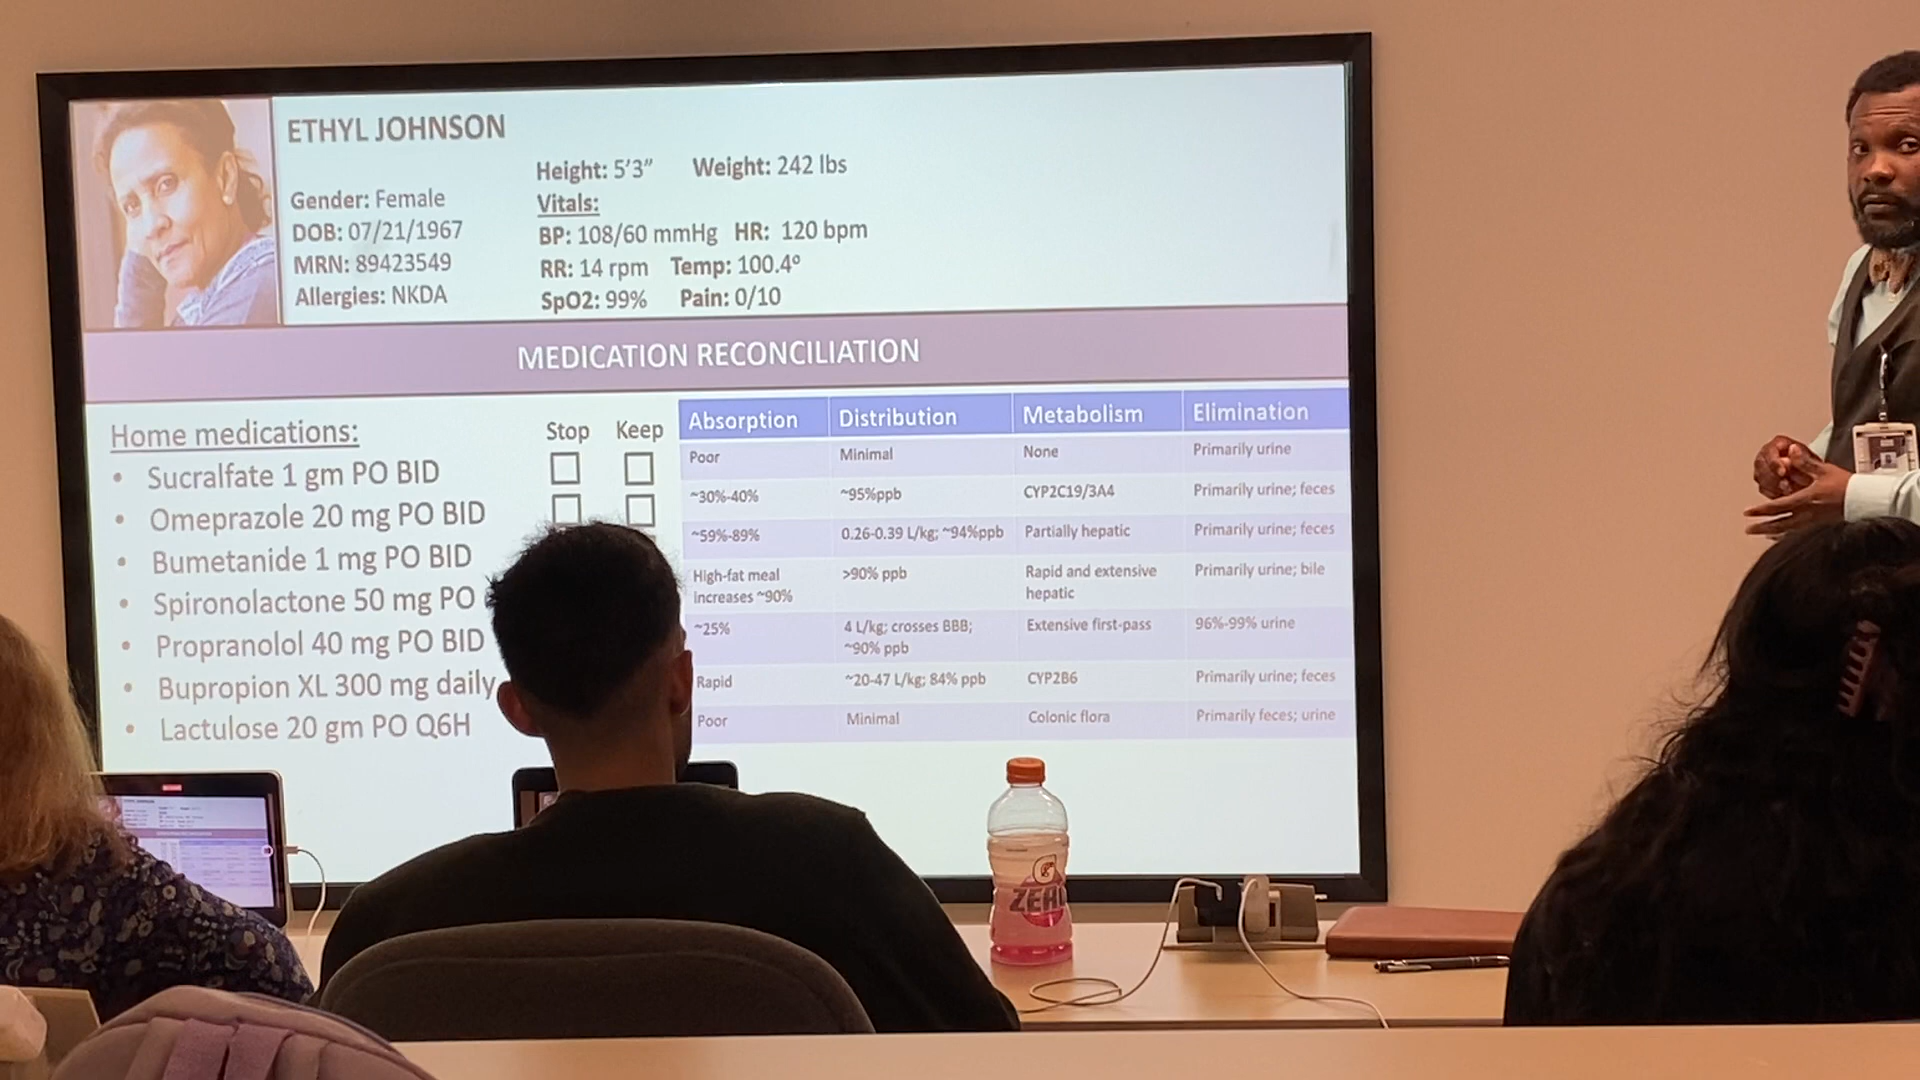 ETHYL JOHNSON
Height: 5’3” Weight: 242 lbs
Gender: Female
Vitals:
DOB: 07/21/1967
BP: 108/60 mmHg HR: 120 bpm
MRN: 89423549
RR: 14 rpm Temp: 100.4°
Allergies: NKDA
SpO2: 99% Pain: 0/10
MEDICATION RECONCILIATION
Home medications:
Stop Keep
• Sucralfate 1 gm PO BID
• Omeprazole 20 mg PO BID
• Bumetanide 1 mg PO BID
• Spironolactone 50 mg PO
• Propranolol 40 mg PO BID
• Bupropion XL 300 mg daily
• Lactulose 20 gm PO Q6H
Absorption Distribution Metabolism Elimination
Poor Minimal None Primarily urine
~30%-40% ~95%ppb CYP2C19/3A4 Primarily urine; feces
~59%-89% 0.26-0.39 L/kg; ~94%ppb Partially hepatic Primarily urine; feces
High-fat meal >90% ppb Rapid and extensive Primarily urine; bile
increases ~90% hepatic
~25% 4 L/kg; crosses BBB; Extensive first-pass 96%-99% urine
~90% ppb
Rapid ~20-47 L/kg; 84% ppb CYP2B6 Primarily urine; feces
Poor Minimal Colonic flora Primarily feces; urine
G
ZERO